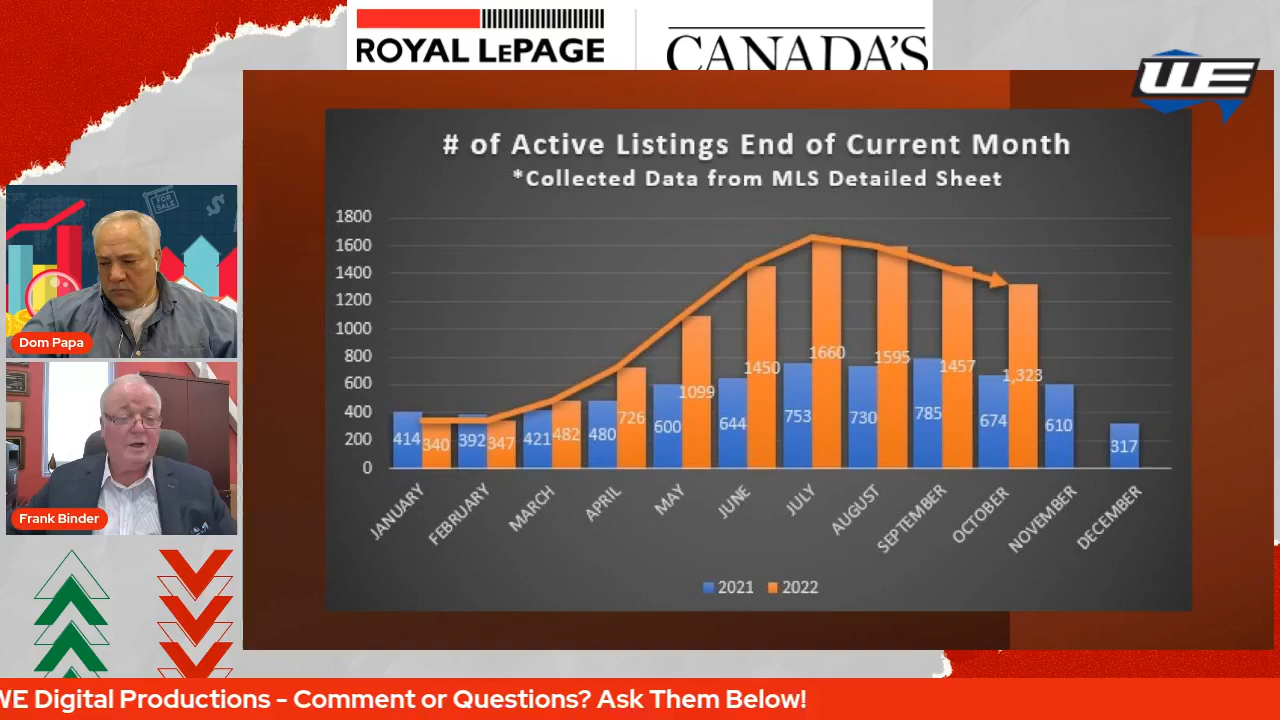 ROYAL LEPAGE
CANADA'S
WE
# of Active Listings End of Current Month
*Collected Data from MLS Detailed Sheet
1800
1600
1400
1200
1000
800
600
400
200
0
414 340 392 347 421 482 480 726 600 1099 644 1450 753 1660 730 1595 785 1457 674 1,323 610 317
JANUARY FEBRUARY MARCH APRIL MAY JUNE JULY AUGUST SEPTEMBER OCTOBER NOVEMBER DECEMBER
2021 2022
FOR
SALE
$
Dom Papa
Frank Binder
WE Digital Productions - Comment or Questions? Ask Them Below!